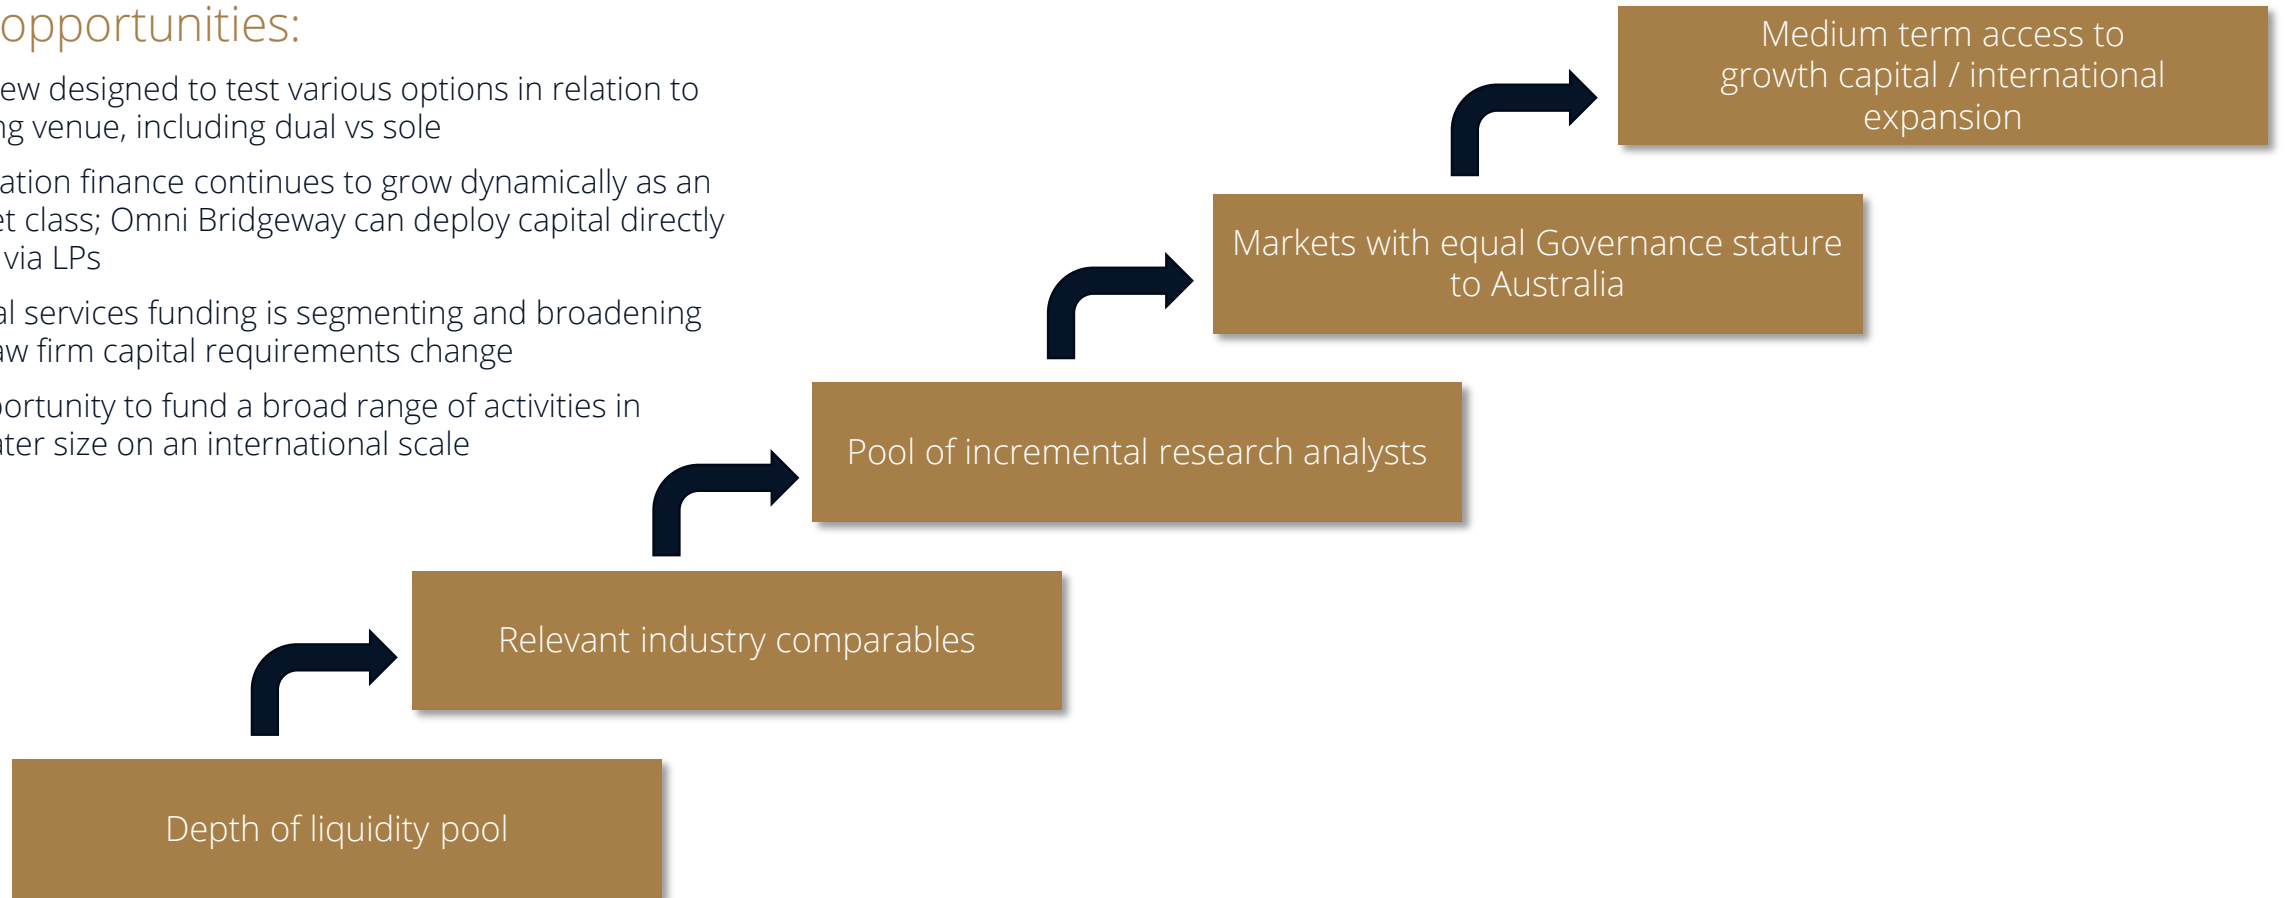 opportunities:
ew designed to test various options in relation to
ng venue, including dual vs sole
ation finance continues to grow dynamically as an
et class; Omni Bridgeway can deploy capital directly
via LPs
al services funding is segmenting and broadening
aw firm capital requirements change
portunity to fund a broad range of activities in
ater size on an international scale
Medium term access to
growth capital / international
expansion
Markets with equal Governance stature
to Australia
Pool of incremental research analysts
Relevant industry comparables
Depth of liquidity pool